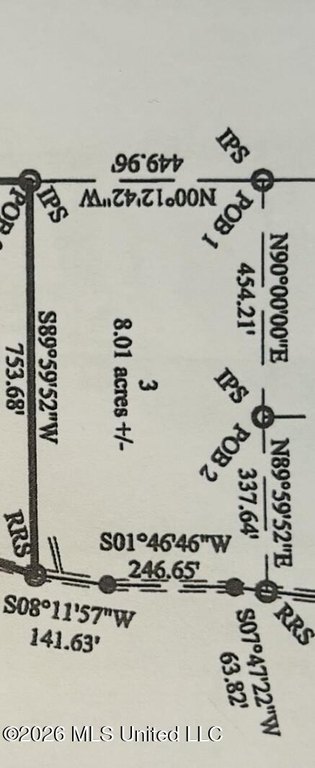 IPS
449.96'
N00°12'42"W
IPS
POB 1
N90°00'00"E
454.21'
S89°59'52"W
753.68'
3
8.01 acres +/-
IPS
POB 2
N89°59'52"E
337.64'
RRS
S01°46'46"W
246.65'
S08°11'57"W
141.63'
RRS
S07°47'22"W
63.82'
©2026 MLS United LLC